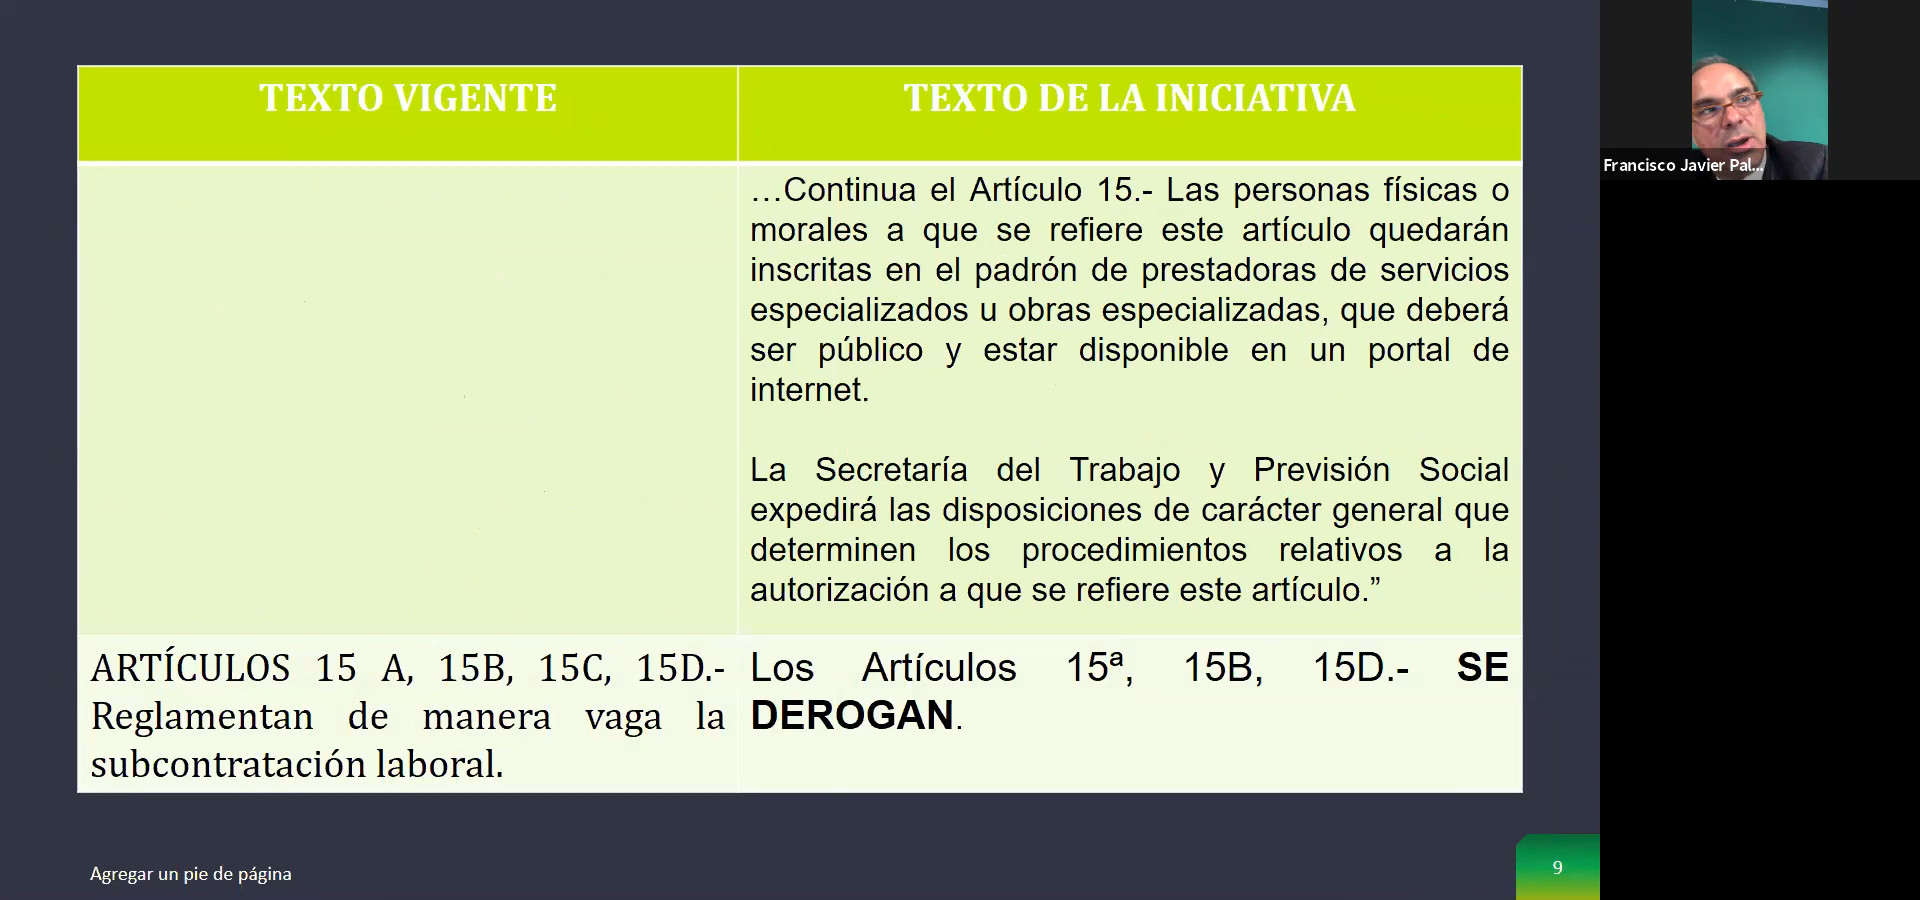 TEXTO VIGENTE
TEXTO DE LA INICIATIVA
…Continua el Artículo 15.- Las personas físicas o
morales a que se refiere este artículo quedarán
inscritas en el padrón de prestadoras de servicios
especializados u obras especializadas, que deberá
ser público y estar disponible en un portal de
internet.
La Secretaría del Trabajo y Previsión Social
expedirá las disposiciones de carácter general que
determinen los procedimientos relativos a la
autorización a que se refiere este artículo.”
ARTÍCULOS 15 A, 15B, 15C, 15D.-
Reglamentan de manera vaga la
subcontratación laboral.
Los Artículos 15ª, 15B, 15D.- SE
DEROGAN.
Agregar un pie de página
9
Francisco Javier Pal...